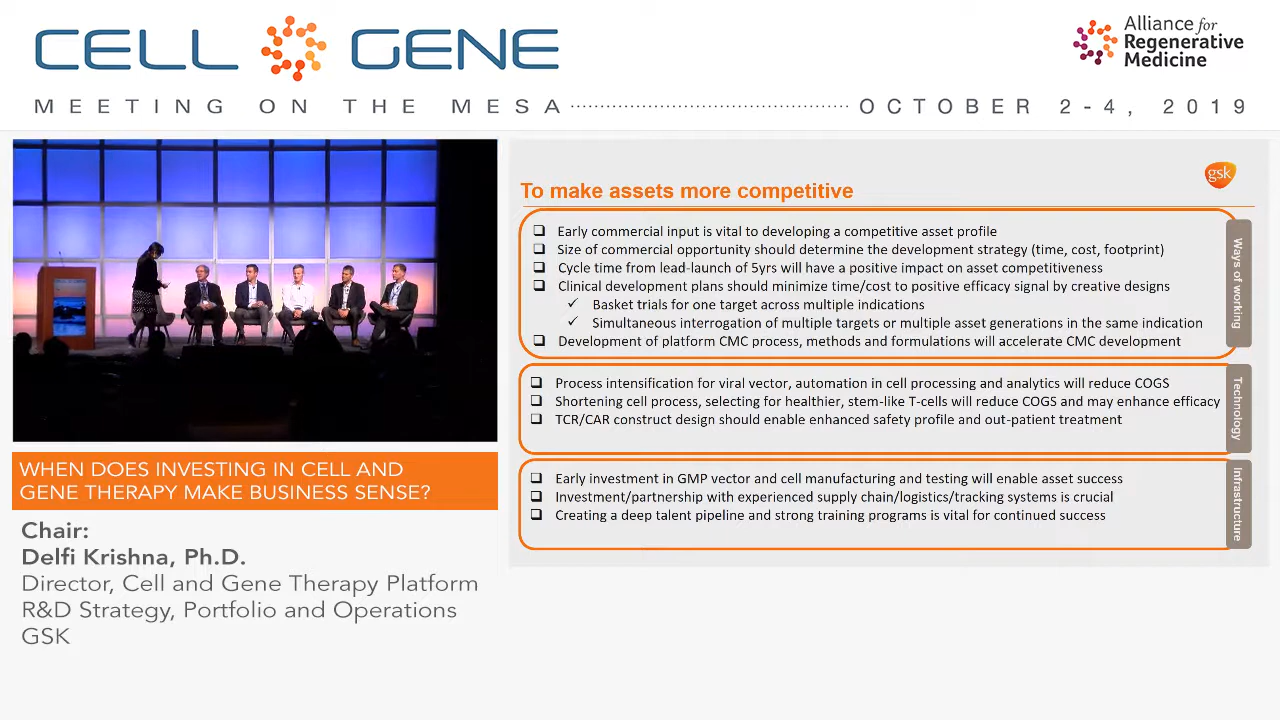 CELL GENE
MEETING ON THE MESA
OCTOBER 2-4, 2019
Alliance for
Regenerative
Medicine
gsk
To make assets more competitive
Early commercial input is vital to developing a competitive asset profile
Size of commercial opportunity should determine the development strategy (time, cost, footprint)
Cycle time from lead-launch of 5yrs will have a positive impact on asset competitiveness
Clinical development plans should minimize time/cost to positive efficacy signal by creative designs
Basket trials for one target across multiple indications
Simultaneous interrogation of multiple targets or multiple asset generations in the same indication
Development of platform CMC process, methods and formulations will accelerate CMC development
Ways of working
Process intensification for viral vector, automation in cell processing and analytics will reduce COGS
Shortening cell process, selecting for healthier, stem-like T-cells will reduce COGS and may enhance efficacy
TCR/CAR construct design should enable enhanced safety profile and out-patient treatment
Technology
Early investment in GMP vector and cell manufacturing and testing will enable asset success
Investment/partnership with experienced supply chain/logistics/tracking systems is crucial
Creating a deep talent pipeline and strong training programs is vital for continued success
Infrastructure
WHEN DOES INVESTING IN CELL AND
GENE THERAPY MAKE BUSINESS SENSE?
Chair:
Delfi Krishna, Ph.D.
Director, Cell and Gene Therapy Platform
R&D Strategy, Portfolio and Operations
GSK